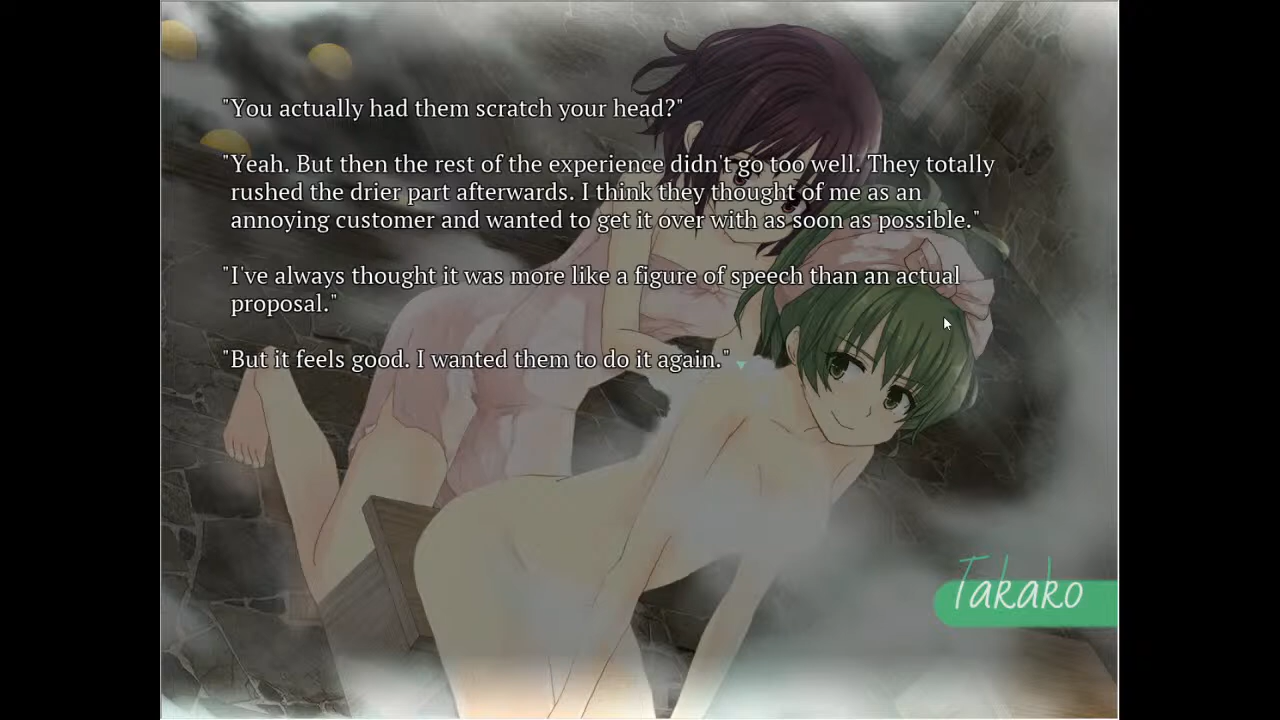 "You actually had them scratch your head?"
"Yeah. But then the rest of the experience didn't go too well. They totally
rushed the drier part afterwards. I think they thought of me as an
annoying customer and wanted to get it over with as soon as possible."
"I've always thought it was more like a figure of speech than an actual
proposal."
"But it feels good. I wanted them to do it again."
Takako